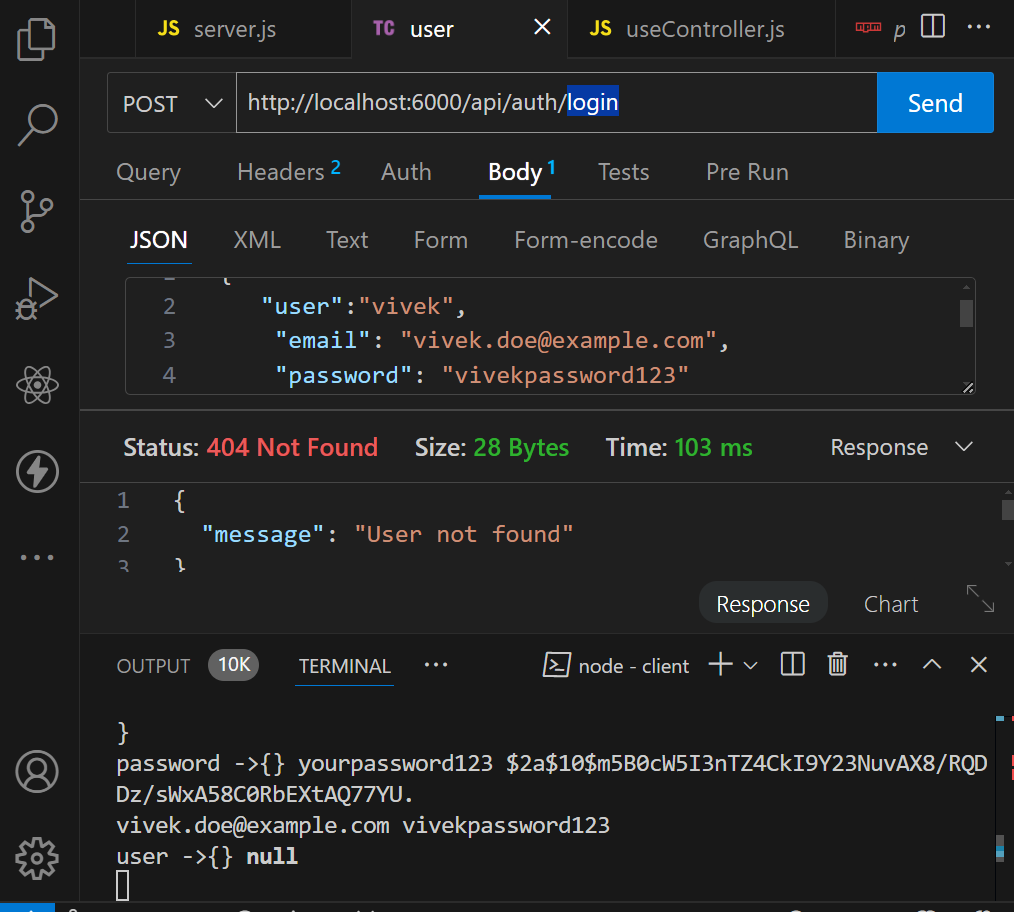 JS server.js TC user JS useController.js p
POST http://localhost:6000/api/auth/login Send
Query Headers 2 Auth Body 1 Tests Pre Run
JSON XML Text Form Form-encode GraphQL Binary
2 "user":"vivek",
3 "email": "vivek.doe@example.com",
4 "password": "vivekpassword123"
Status: 404 Not Found Size: 28 Bytes Time: 103 ms Response
1 {
2 "message": "User not found"
3 }
Response Chart
OUTPUT 10K TERMINAL ... node - client
}
password ->{} yourpassword123 $2a$10$m5B0cW5I3nTZ4CkI9Y23NuvAX8/RQD
Dz/sWxA58C0RbEXtAQ77YU.
vivek.doe@example.com vivekpassword123
user ->{} null